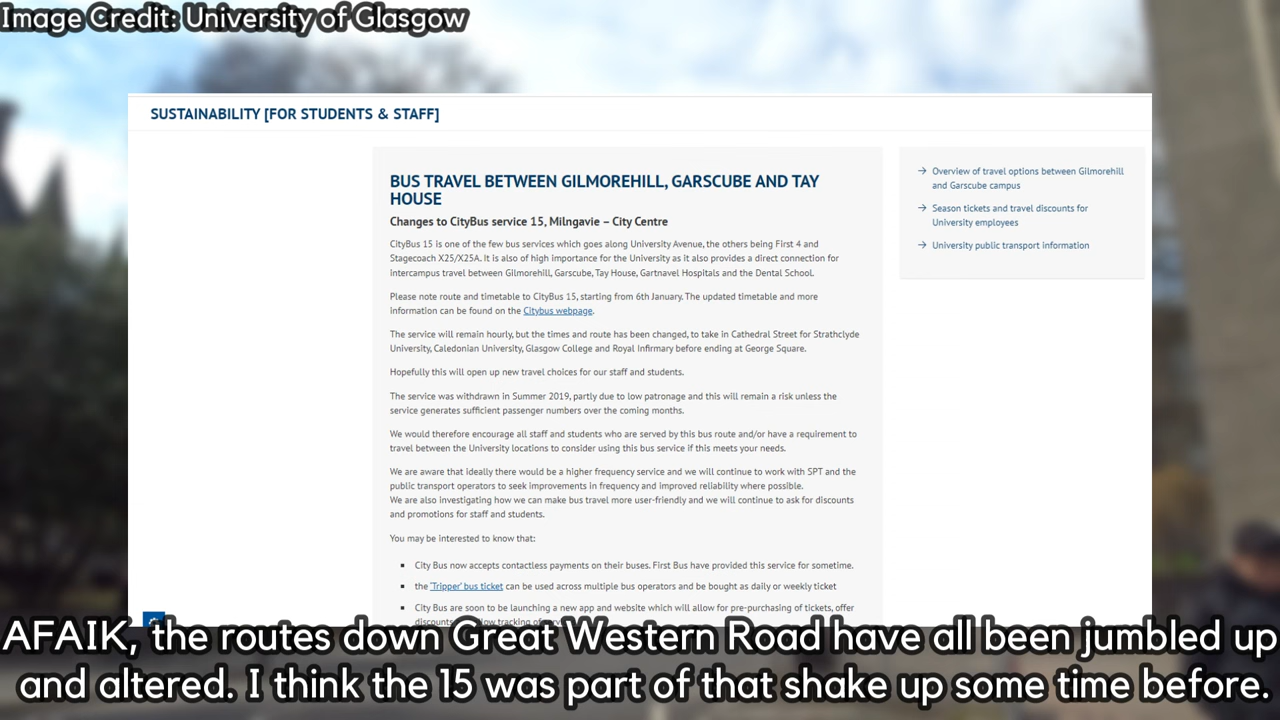 Image Credit: University of Glasgow
SUSTAINABILITY [FOR STUDENTS & STAFF]
BUS TRAVEL BETWEEN GILMOREHILL, GARSCUBE AND TAY
HOUSE
Changes to CityBus service 15, Milngavie – City Centre
CityBus 15 is one of the few bus services which goes along University Avenue, the others being First 4 and
Stagecoach X25/X25A. It is also of high importance for the University as it also provides a direct connection for
intercampus travel between Gilmorehill, Garscube, Tay House, Gartnavel Hospitals and the Dental School.
Please note route and timetable to CityBus 15, starting from 6th January. The updated timetable and more
information can be found on the Citybus webpage.
The service will remain hourly, but the times and route has been changed, to take in Cathedral Street for Strathclyde
University, Caledonian University, Glasgow College and Royal Infirmary before ending at George Square.
Hopefully this will open up new travel choices for our staff and students.
The service was withdrawn in Summer 2019, partly due to low patronage and this will remain a risk unless the
service generates sufficient passenger numbers over the coming months.
We would therefore encourage all staff and students who are served by this bus route and/or have a requirement to
travel between the University locations to consider using this bus service if this meets your needs.
We are aware that ideally there would be a higher frequency service and we will continue to work with SPT and the
public transport operators to seek improvements in frequency and improved reliability where possible.
We are also investigating how we can make bus travel more user-friendly and we will continue to ask for discounts
and promotions for staff and students.
You may be interested to know that:
City Bus now accepts contactless payments on their buses. First Bus have provided this service for sometime.
the 'Tripper' bus ticket can be used across multiple bus operators and be bought as daily or weekly ticket
City Bus are soon to be launching a new app and website which will allow for pre-purchasing of tickets, offer
discounts
→ Overview of travel options between Gilmorehill
and Garscube campus
→ Season tickets and travel discounts for
University employees
→ University public transport information
AFAIK, the routes down Great Western Road have all been jumbled up
and altered. I think the 15 was part of that shake up some time before.